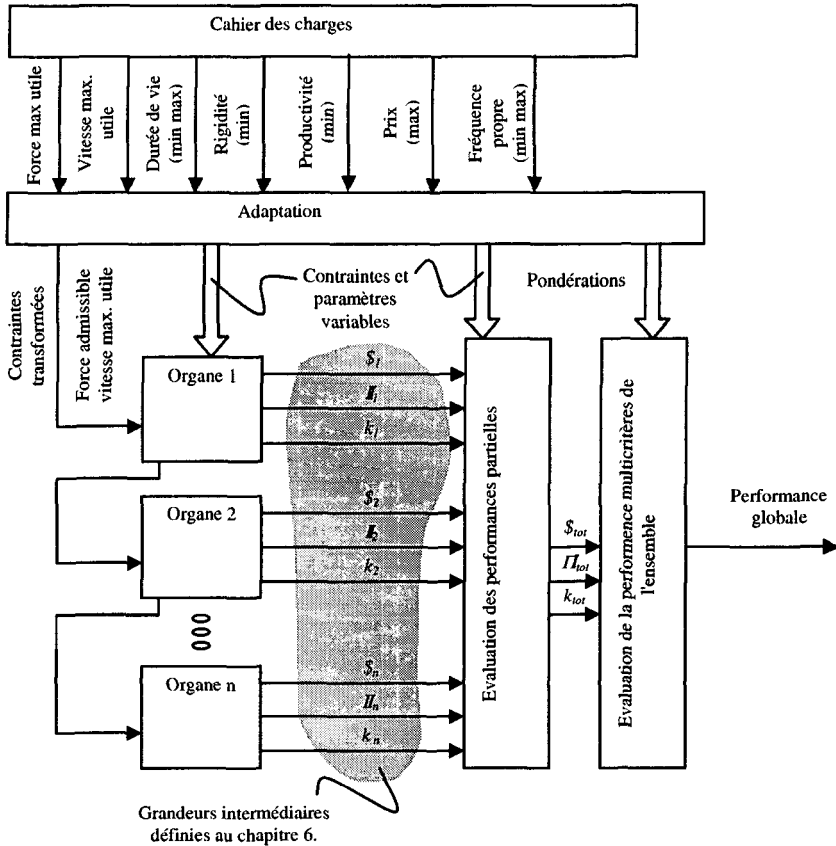 Cahier des charges
Force max utile
Vitesse max.
utile
Durée de vie
(min max)
Rigidité
(min)
Productivité
(min)
Prix
(max)
Fréquence
propre
(min max)
Adaptation
Contraintes
transformées
Force admissible
vitesse max. utile
Contraintes et
paramètres
variables
Pondérations
Organe 1
$1
Π1
k1
Organe 2
$2
Π2
k2
000
Organe n
$n
Πn
kn
Evaluation des performances partielles
$tot
Πtot
ktot
Evaluation de la performence multicritères de
l'ensemble
Performance
globale
Grandeurs intermédiaires
définies au chapitre 6.